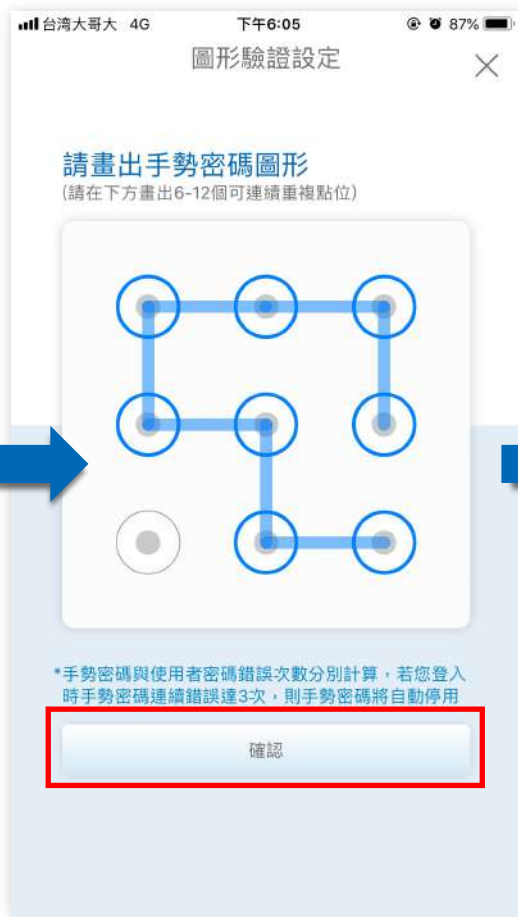 台湾大哥大 4G 下午6:05 87%
圖形驗證設定
請畫出手勢密碼圖形
(請在下方畫出6-12個可連續重複點位)
*手勢密碼與使用者密碼錯誤次數分別計算，若您登入
時手勢密碼連續錯誤達3次，則手勢密碼將自動停用
確認